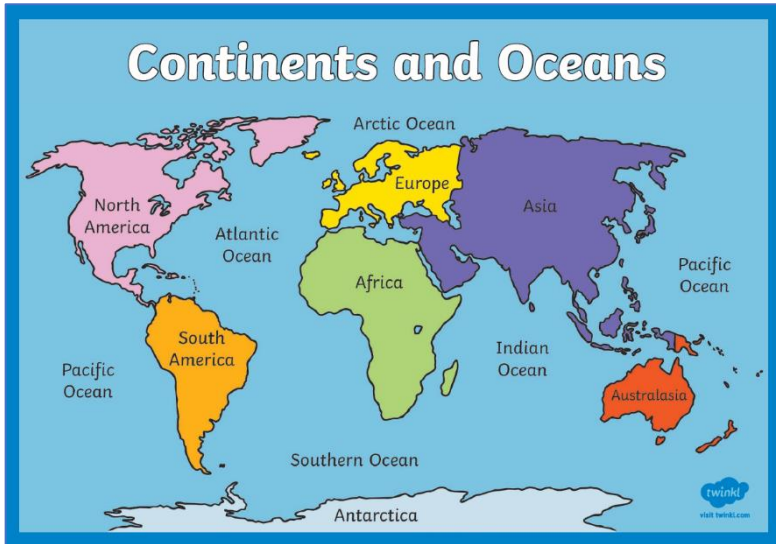 Continents and Oceans
Arctic Ocean
North
America
Europe
Asia
Atlantic
Ocean
Africa
Pacific
Ocean
South
America
Pacific
Ocean
Indian
Ocean
Australasia
Southern Ocean
Antarctica
twinkl
visit twinkl.com